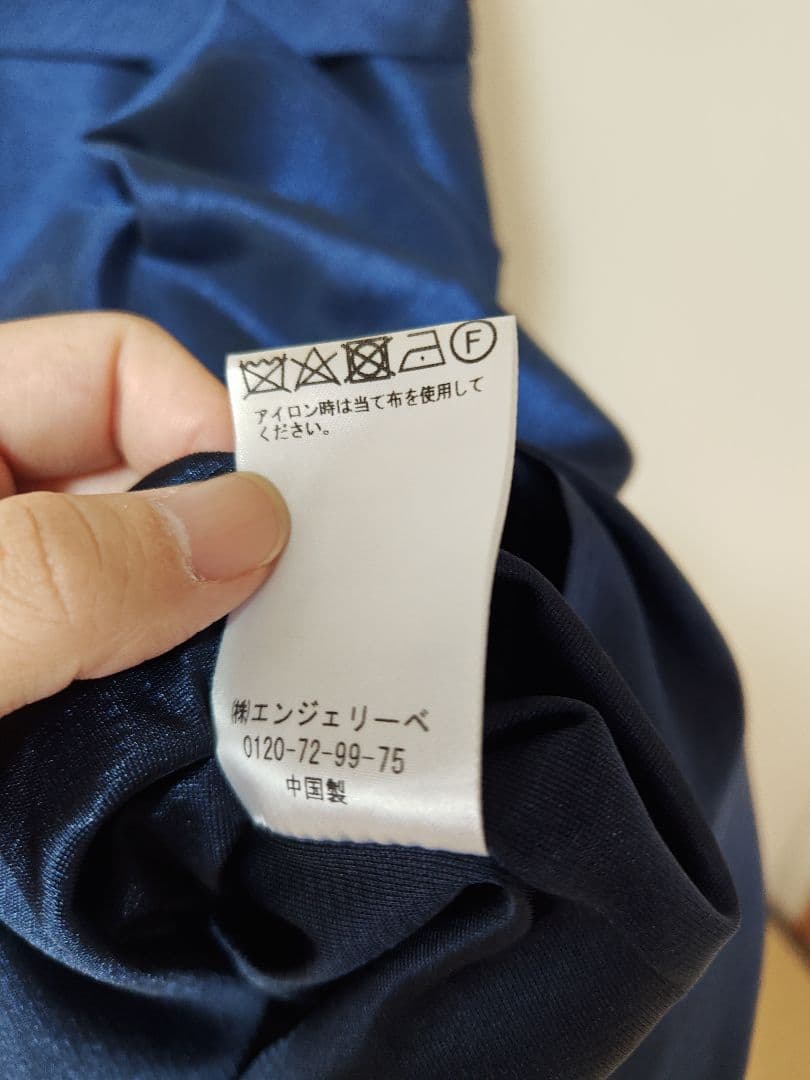 F
アイロン時は当て布を使用して
ください。
㈱エンジェリーベ
0120-72-99-75
中国製